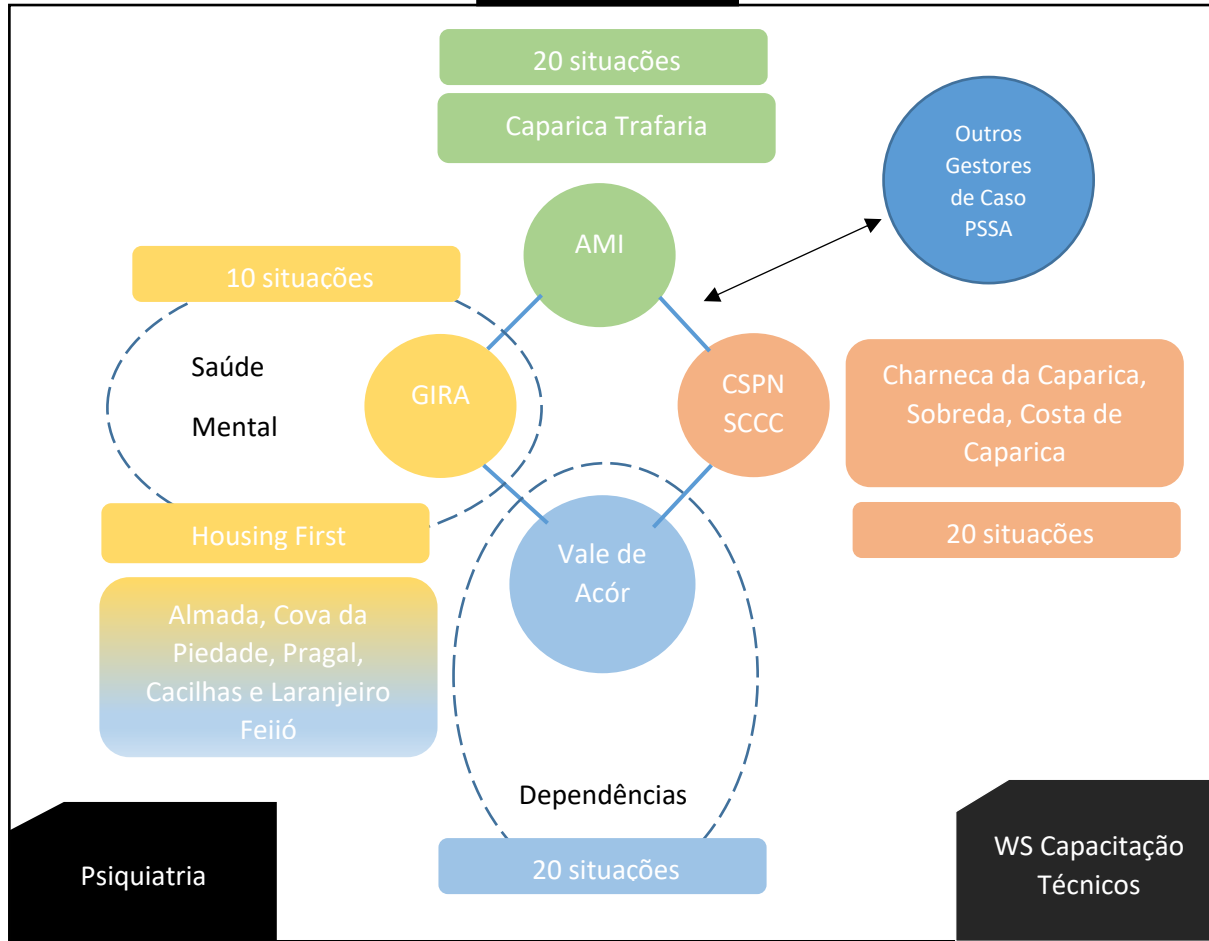 20 situações
Caparica Trafaria
Outros
Gestores
de Caso
PSSA
AMI
10 situações
Saúde
Mental
GIRA
CSPN
SCCC
Charneca da Caparica,
Sobreda, Costa de
Caparica
20 situações
Housing First
Vale de
Acór
Almada, Cova da
Piedade, Pragal,
Cacilhas e Laranjeiro
Feijó
Dependências
20 situações
Psiquiatria
WS Capacitação
Técnicos